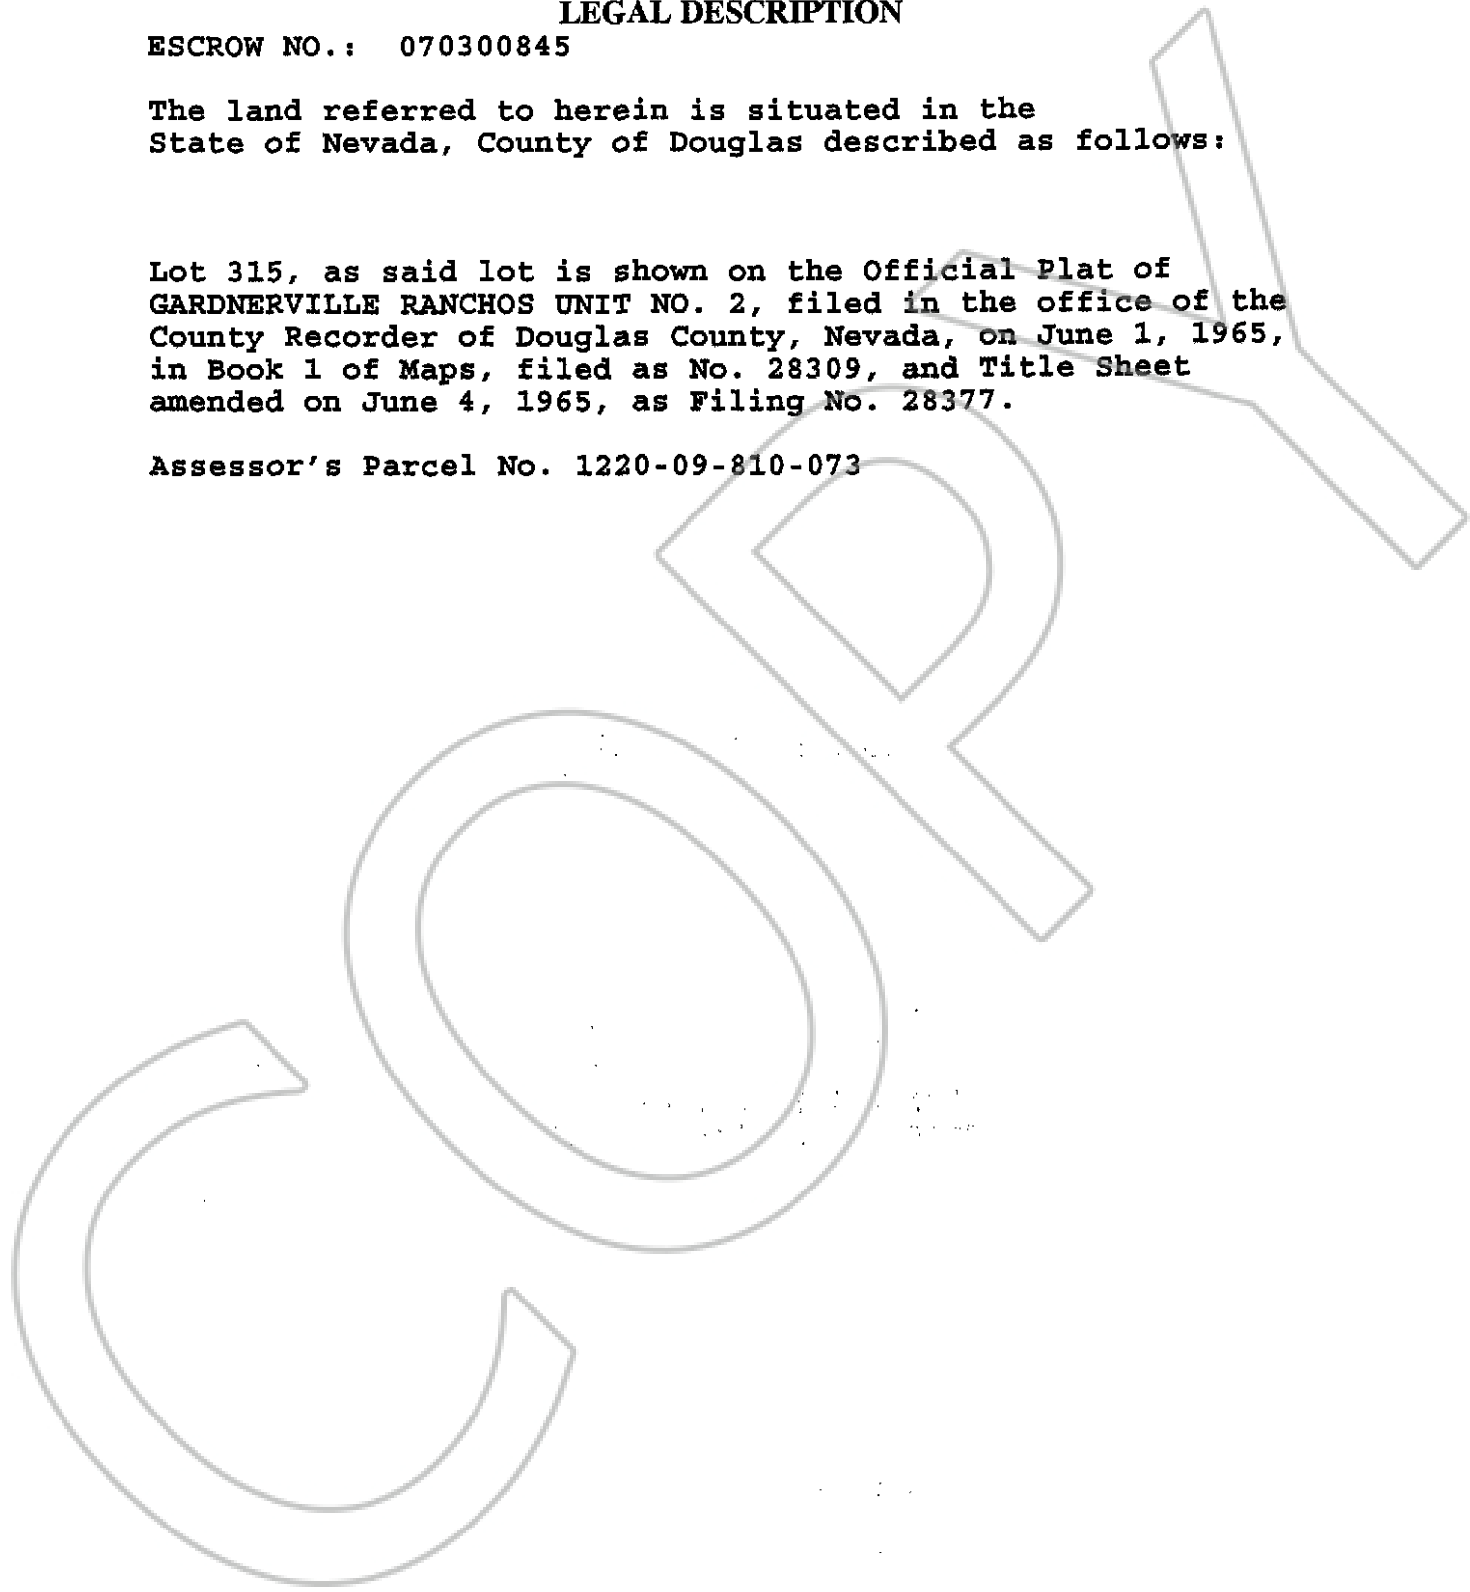 LEGAL DESCRIPTION
ESCROW NO.: 070300845
The land referred to herein is situated in the
State of Nevada, County of Douglas described as follows:
Lot 315, as said lot is shown on the Official Plat of
GARDNERVILLE RANCHOS UNIT NO. 2, filed in the office of the
County Recorder of Douglas County, Nevada, on June 1, 1965,
in Book 1 of Maps, filed as No. 28309, and Title Sheet
amended on June 4, 1965, as Filing No. 28377.
Assessor's Parcel No. 1220-09-810-073
COPY